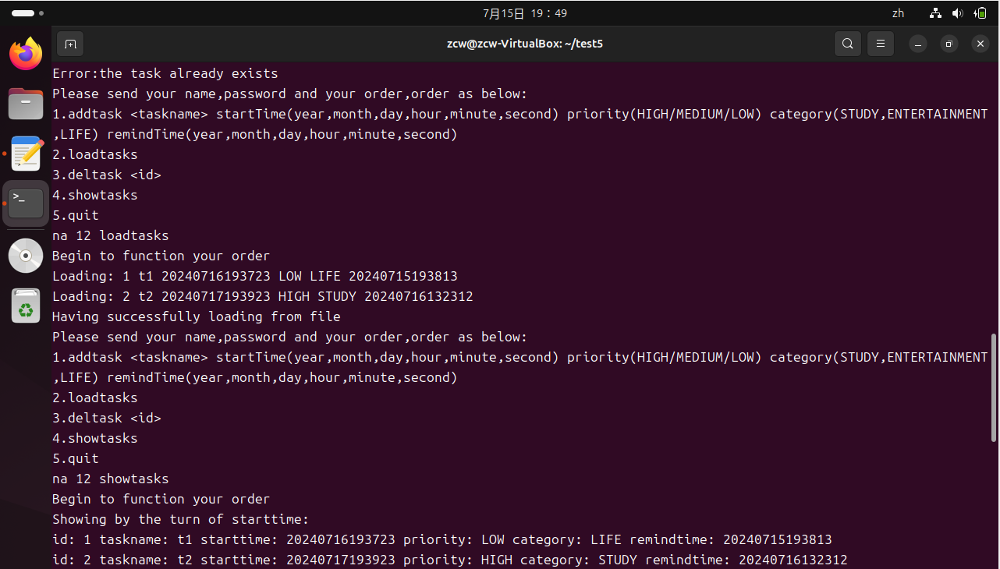 7月15日 19：49
zh
zcw@zcw-VirtualBox: ~/test5
Error:the task already exists
Please send your name,password and your order,order as below:
1.addtask <taskname> startTime(year,month,day,hour,minute,second) priority(HIGH/MEDIUM/LOW) category(STUDY,ENTERTAINMENT
,LIFE) remindTime(year,month,day,hour,minute,second)
2.loadtasks
3.deltask <id>
4.showtasks
5.quit
na 12 loadtasks
Begin to function your order
Loading: 1 t1 20240716193723 LOW LIFE 20240715193813
Loading: 2 t2 20240717193923 HIGH STUDY 20240716132312
Having successfully loading from file
Please send your name,password and your order,order as below:
1.addtask <taskname> startTime(year,month,day,hour,minute,second) priority(HIGH/MEDIUM/LOW) category(STUDY,ENTERTAINMENT
,LIFE) remindTime(year,month,day,hour,minute,second)
2.loadtasks
3.deltask <id>
4.showtasks
5.quit
na 12 showtasks
Begin to function your order
Showing by the turn of starttime:
id: 1 taskname: t1 starttime: 20240716193723 priority: LOW category: LIFE remindtime: 20240715193813
id: 2 taskname: t2 starttime: 20240717193923 priority: HIGH category: STUDY remindtime: 20240716132312